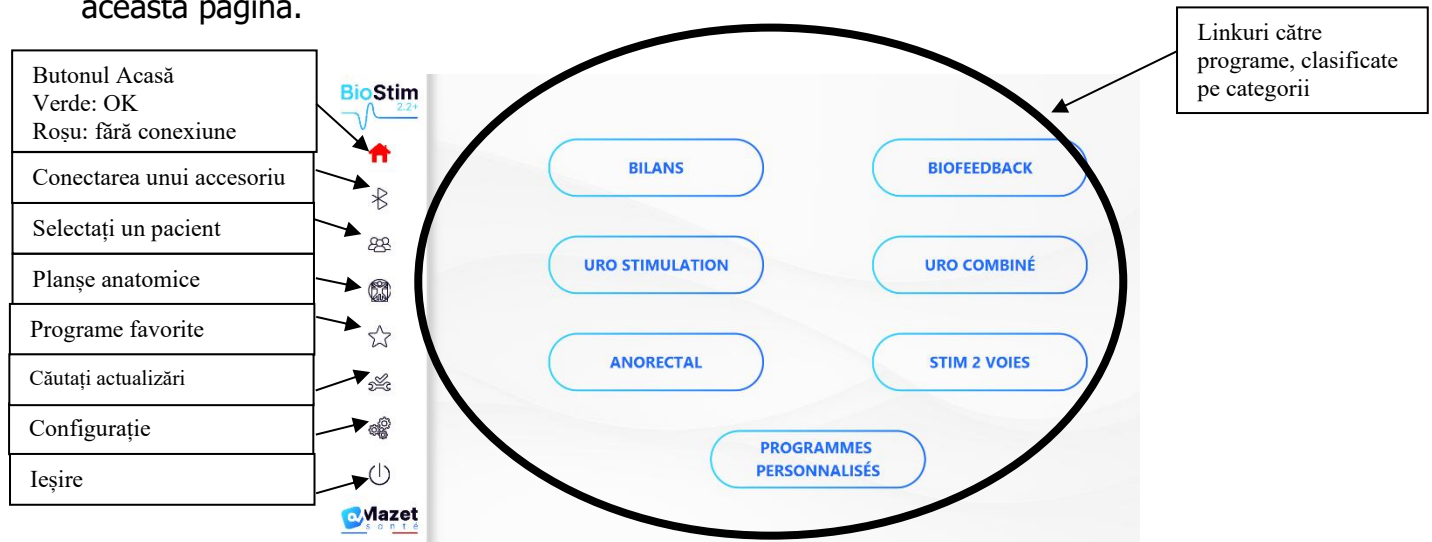 această pagină.
Butonul Acasă
Verde: OK
Roșu: fără conexiune
Conectarea unui accesoriu
Selectați un pacient
Planșe anatomice
Programe favorite
Căutați actualizări
Configurație
Ieșire
BioStim
2.2+
Mazet
santé
BILANS
BIOFEEDBACK
URO STIMULATION
URO COMBINÉ
ANORECTAL
STIM 2 VOIES
PROGRAMMES
PERSONNALISÉS
Linkuri către
programe, clasificate
pe categorii